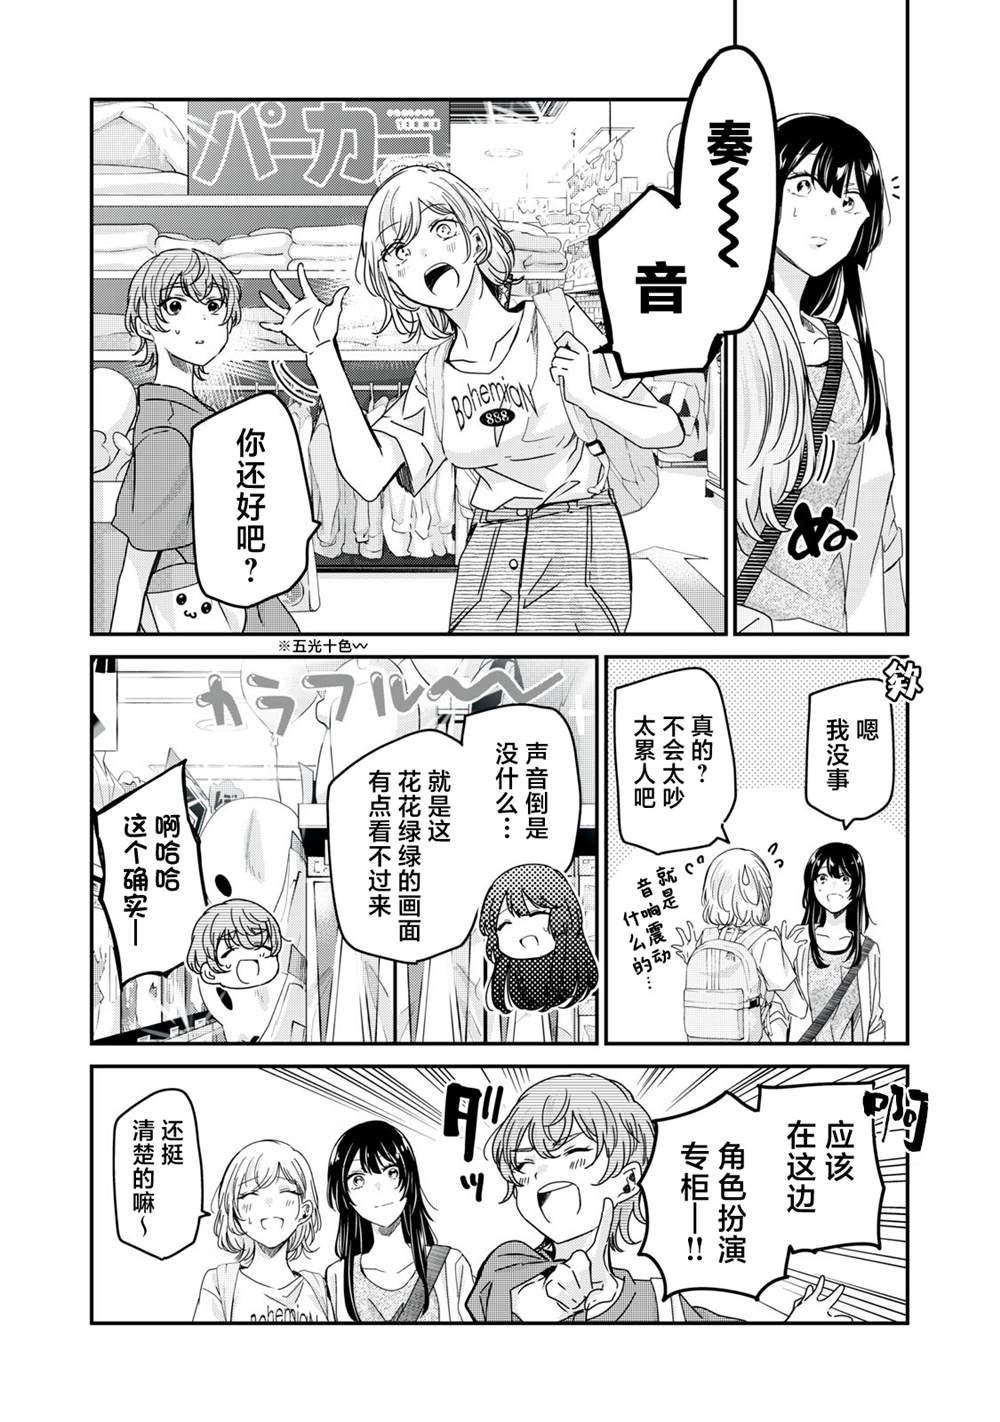 奏～～
音
ぬ
パーカー
Bohemian
888
你还好吧？
※五光十色〰
嗯
我没事
真的？
不会太吵
太累人吧
就是
音响震动
什么的…
カラフル〜〜
声音倒是
没什么…
就是这
花花绿绿的画面
有点看不过来
啊哈哈
这个确实―
啊
应该
在这边
角色扮演
专柜―!!
还挺
清楚的嘛～
Bohemian